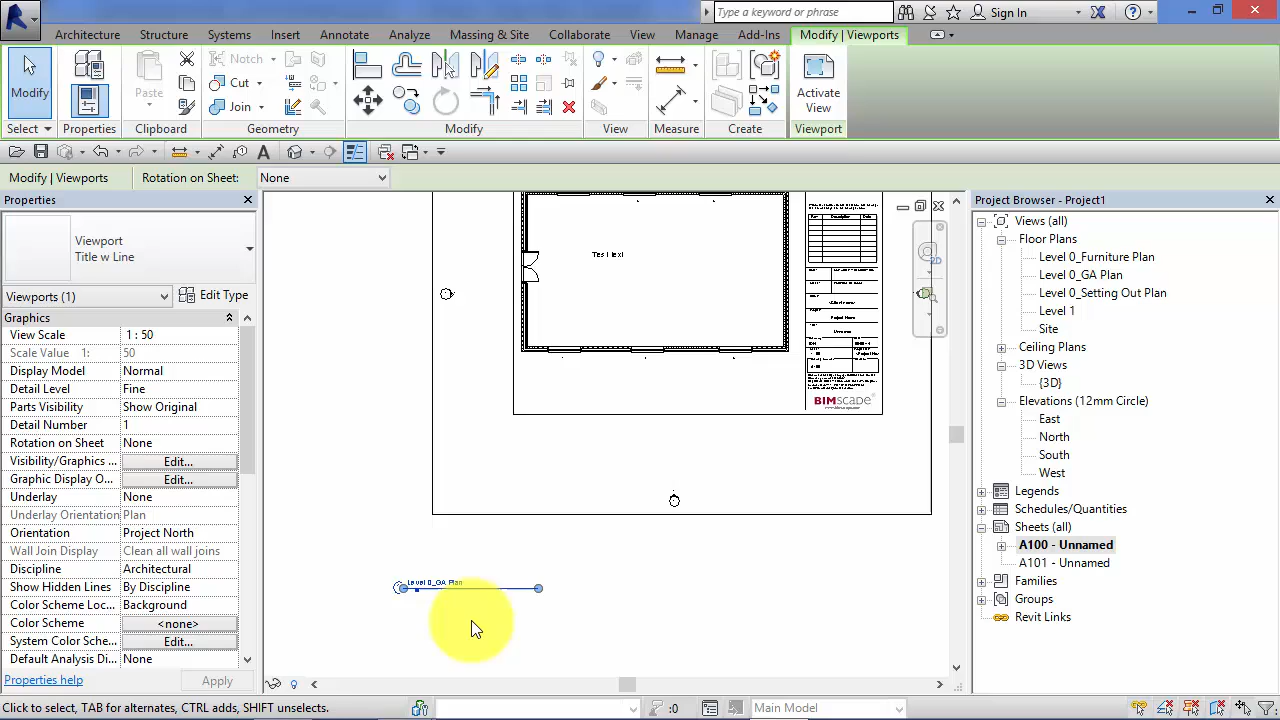 Type a keyword or phrase
Sign In
Architecture Structure Systems Insert Annotate Analyze Massing & Site Collaborate View Manage Add-Ins Modify | Viewports
Modify
Paste
Notch
Cut
Join
Activate
View
Select Properties Clipboard Geometry Modify View Measure Create Viewport
Modify | Viewports Rotation on Sheet: None
Properties
Viewport
Title w Line
Viewports (1) Edit Type
Graphics
View Scale 1 : 50
Scale Value 1: 50
Display Model Normal
Detail Level Fine
Parts Visibility Show Original
Detail Number 1
Rotation on Sheet None
Visibility/Graphics ... Edit...
Graphic Display O... Edit...
Underlay None
Underlay Orientation Plan
Orientation Project North
Wall Join Display Clean all wall joins
Discipline Architectural
Show Hidden Lines By Discipline
Color Scheme Loc... Background
Color Scheme <none>
System Color Sche... Edit...
Default Analysis Di... None
Properties help Apply
Test text
BIMscape
Level 0_GA Plan
2D
Project Browser - Project1
Views (all)
Floor Plans
Level 0_Furniture Plan
Level 0_GA Plan
Level 0_Setting Out Plan
Level 1
Site
Ceiling Plans
3D Views
{3D}
Elevations (12mm Circle)
East
North
South
West
Legends
Schedules/Quantities
Sheets (all)
A100 - Unnamed
A101 - Unnamed
Families
Groups
Revit Links
Click to select, TAB for alternates, CTRL adds, SHIFT unselects. :0 Main Model